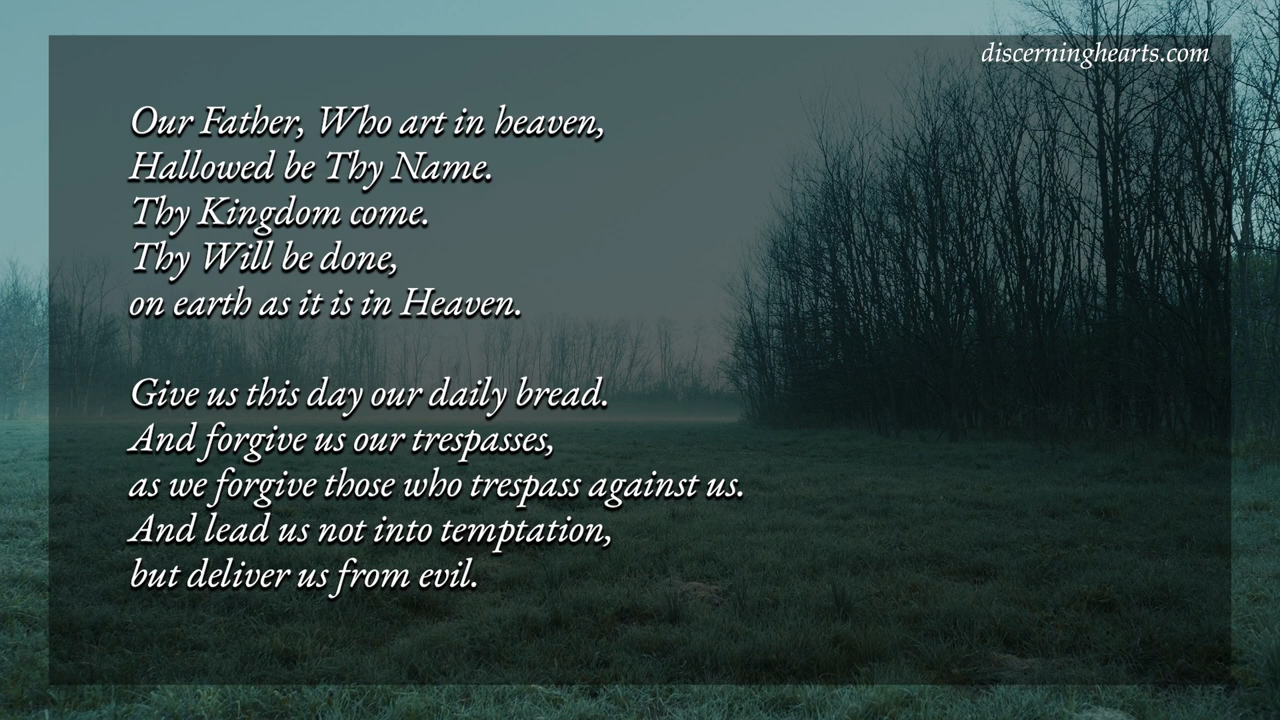 discerninghearts.com
Our Father, Who art in heaven,
Hallowed be Thy Name.
Thy Kingdom come.
Thy Will be done,
on earth as it is in Heaven.
Give us this day our daily bread.
And forgive us our trespasses,
as we forgive those who trespass against us.
And lead us not into temptation,
but deliver us from evil.